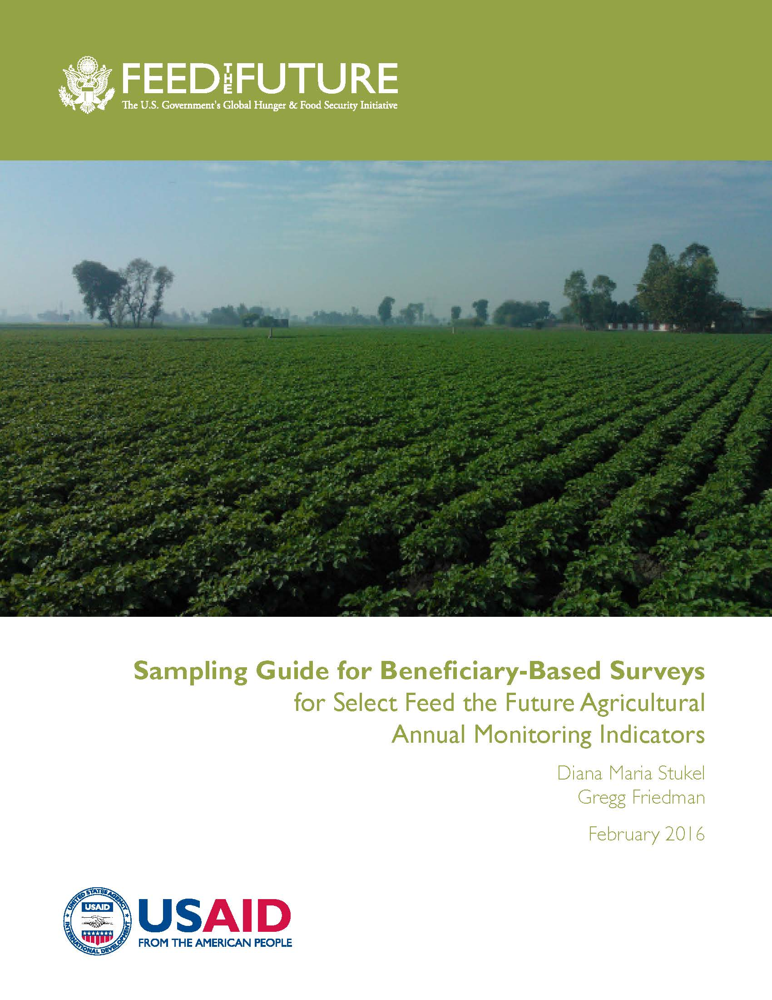 FEED THE FUTURE
The U.S. Government's Global Hunger & Food Security Initiative
Sampling Guide for Beneficiary-Based Surveys
for Select Feed the Future Agricultural
Annual Monitoring Indicators
Diana Maria Stukel
Gregg Friedman
February 2016
UNITED STATES AGENCY
INTERNATIONAL DEVELOPMENT
USAID
USAID
FROM THE AMERICAN PEOPLE